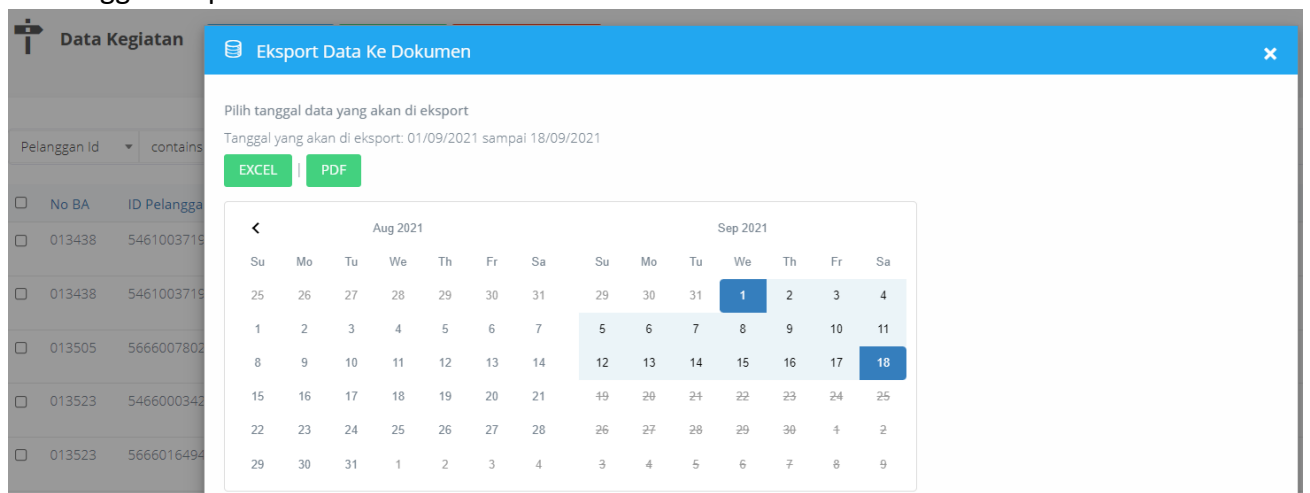 Data Kegiatan
Eksport Data Ke Dokumen
Pilih tanggal data yang akan di eksport
Tanggal yang akan di eksport: 01/09/2021 sampai 18/09/2021
EXCEL | PDF
Pelanggan Id contains
No BA ID Pelangga
013438 5461003719
013438 5461003719
013505 5666007802
013523 5466000342
013523 5666016494
Aug 2021 Sep 2021
Su Mo Tu We Th Fr Sa Su Mo Tu We Th Fr Sa
25 26 27 28 29 30 31 29 30 31 1 2 3 4
1 2 3 4 5 6 7 5 6 7 8 9 10 11
8 9 10 11 12 13 14 12 13 14 15 16 17 18
15 16 17 18 19 20 21 19 20 21 22 23 24 25
22 23 24 25 26 27 28 26 27 28 29 30 1 2
29 30 31 1 2 3 4 3 4 5 6 7 8 9